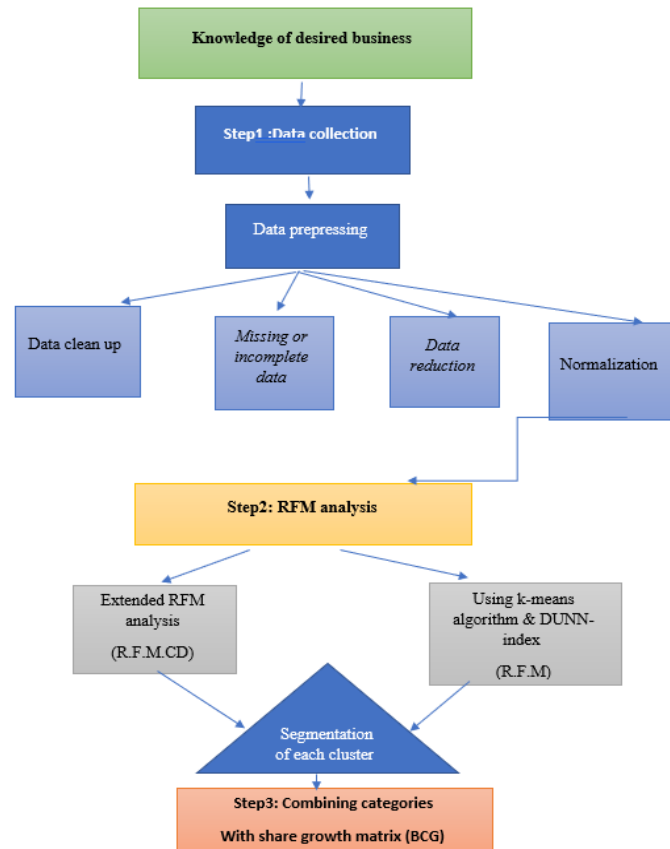 Knowledge of desired business
Step1 :Data collection
Data prepressing
Data clean up
Missing or
incomplete
data
Data
reduction
Normalization
Step2: RFM analysis
Extended RFM
analysis
(R.F.M.CD)
Using k-means
algorithm & DUNN-
index
(R.F.M)
Segmentation
of each cluster
Step3: Combining categories
With share growth matrix (BCG)